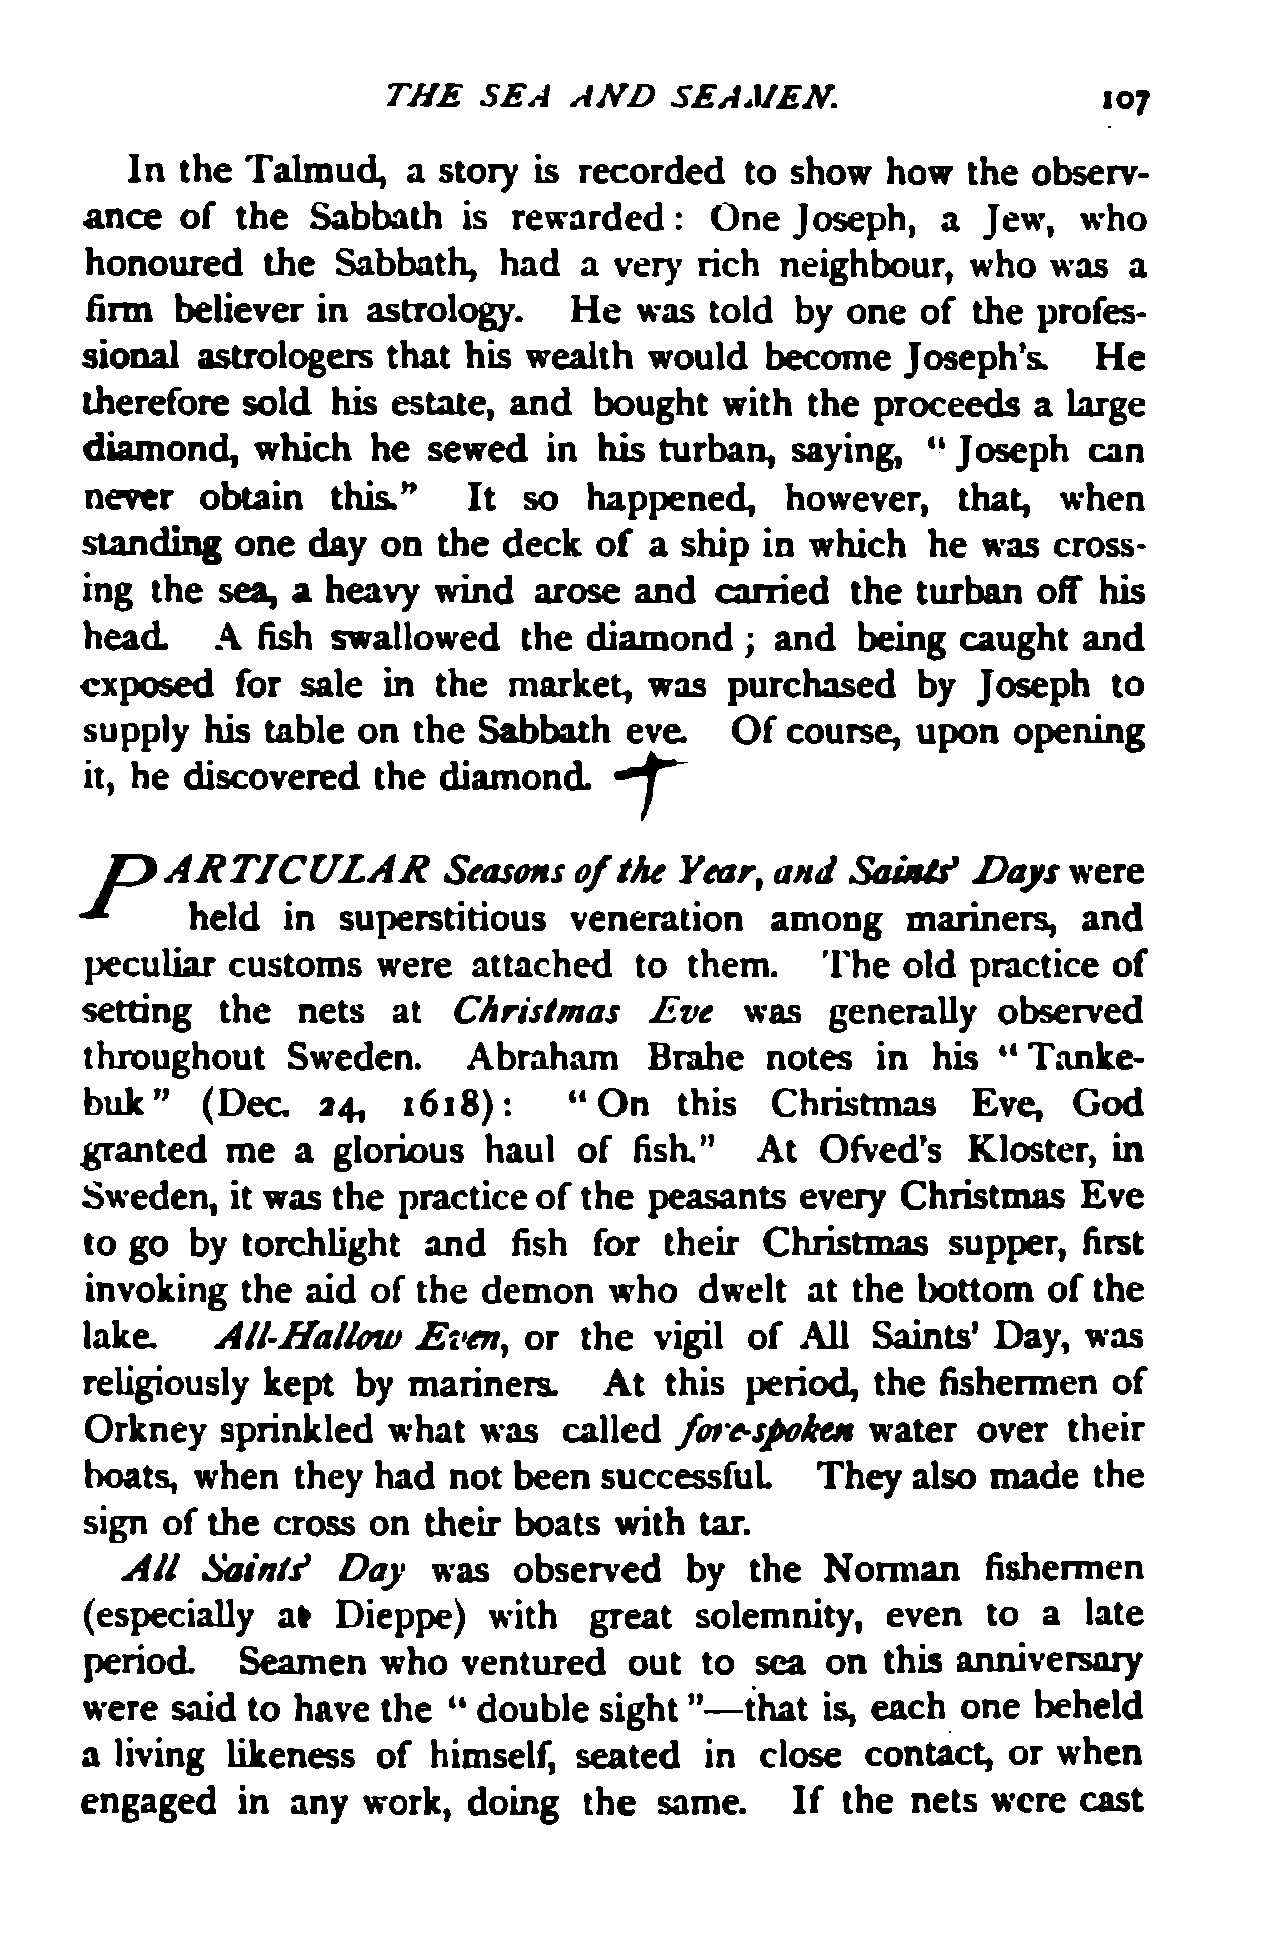 THE SEA AND SEAMEN. 107
In the Talmud, a story is recorded to show how the observ-
ance of the Sabbath is rewarded : One Joseph, a Jew, who
honoured the Sabbath, had a very rich neighbour, who was a
firm believer in astrology. He was told by one of the profes-
sional astrologers that his wealth would become Joseph's. He
therefore sold his estate, and bought with the proceeds a large
diamond, which he sewed in his turban, saying, “ Joseph can
never obtain this.” It so happened, however, that, when
standing one day on the deck of a ship in which he was cross-
ing the sea, a heavy wind arose and carried the turban off his
head. A fish swallowed the diamond ; and being caught and
exposed for sale in the market, was purchased by Joseph to
supply his table on the Sabbath eve. Of course, upon opening
it, he discovered the diamond.
PARTICULAR Seasons of the Year, and Saints' Days were
held in superstitious veneration among mariners, and
peculiar customs were attached to them. The old practice of
setting the nets at Christmas Eve was generally observed
throughout Sweden. Abraham Brahe notes in his “ Tanke-
buk ” (Dec. 24, 1618) : “ On this Christmas Eve, God
granted me a glorious haul of fish.” At Ofved's Kloster, in
Sweden, it was the practice of the peasants every Christmas Eve
to go by torchlight and fish for their Christmas supper, first
invoking the aid of the demon who dwelt at the bottom of the
lake. All-Hallow Even, or the vigil of All Saints' Day, was
religiously kept by mariners. At this period, the fishermen of
Orkney sprinkled what was called fore-spoken water over their
boats, when they had not been successful. They also made the
sign of the cross on their boats with tar.
All Saints' Day was observed by the Norman fishermen
(especially at Dieppe) with great solemnity, even to a late
period. Seamen who ventured out to sea on this anniversary
were said to have the “ double sight ”—that is, each one beheld
a living likeness of himself, seated in close contact, or when
engaged in any work, doing the same. If the nets were cast